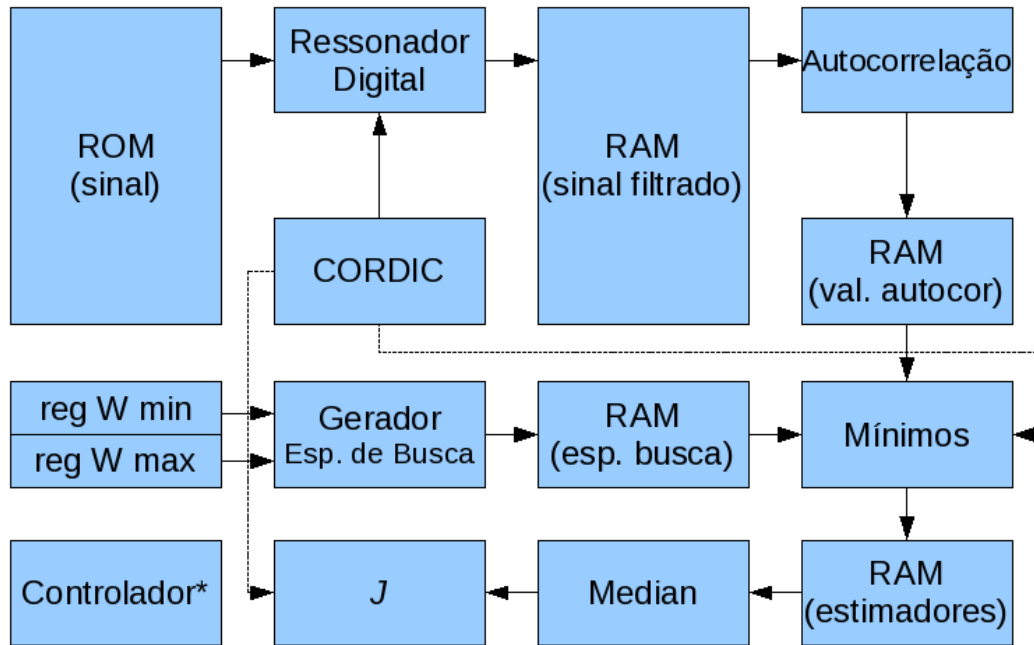 ROM
(sinal)
Ressonador
Digital
RAM
(sinal filtrado)
Autocorrelação
CORDIC
RAM
(val. autocor)
reg W min
reg W max
Gerador
Esp. de Busca
RAM
(esp. busca)
Mínimos
Controlador*
J
Median
RAM
(estimadores)